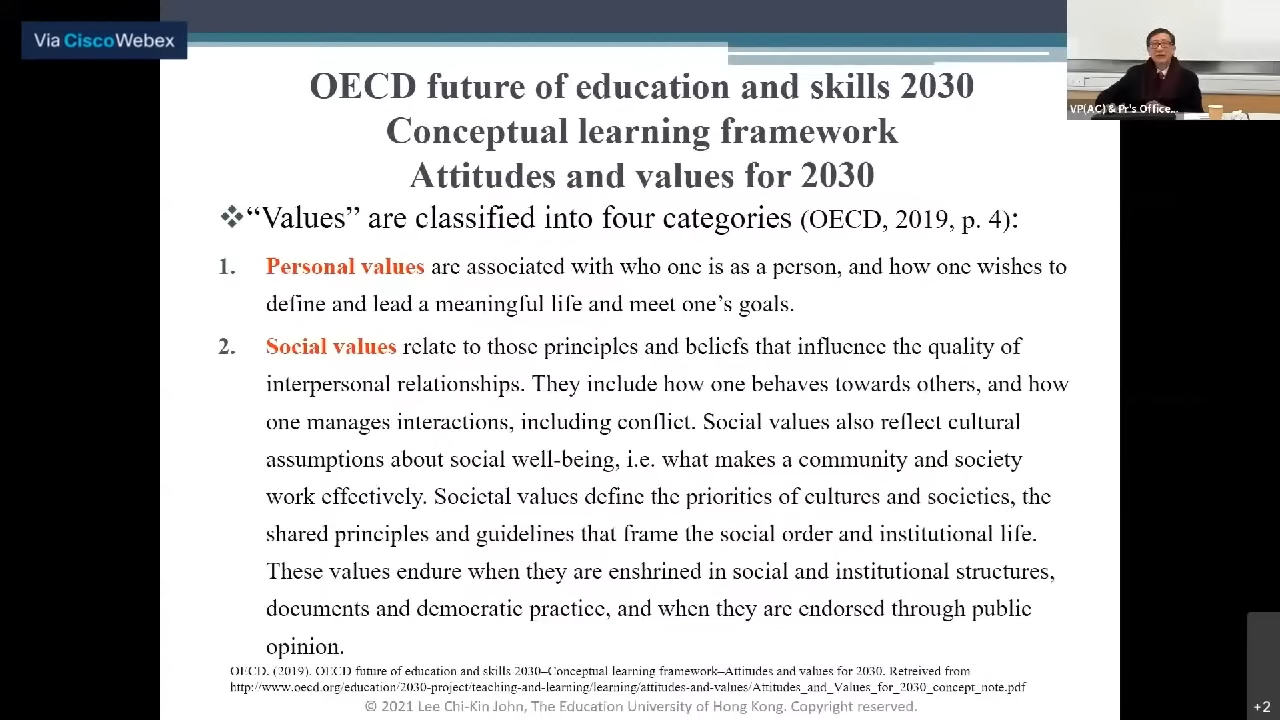 Via CiscoWebex
VP(AC) & Pr's Office...
OECD future of education and skills 2030
Conceptual learning framework
Attitudes and values for 2030
❖“Values” are classified into four categories (OECD, 2019, p. 4):
1. Personal values are associated with who one is as a person, and how one wishes to
define and lead a meaningful life and meet one’s goals.
2. Social values relate to those principles and beliefs that influence the quality of
interpersonal relationships. They include how one behaves towards others, and how
one manages interactions, including conflict. Social values also reflect cultural
assumptions about social well-being, i.e. what makes a community and society
work effectively. Societal values define the priorities of cultures and societies, the
shared principles and guidelines that frame the social order and institutional life.
These values endure when they are enshrined in social and institutional structures,
documents and democratic practice, and when they are endorsed through public
opinion.
OECD. (2019). OECD future of education and skills 2030–Conceptual learning framework–Attitudes and values for 2030. Retreived from
http://www.oecd.org/education/2030-project/teaching-and-learning/learning/attitudes-and-values/Attitudes_and_Values_for_2030_concept_note.pdf
© 2021 Lee Chi-Kin John, The Education University of Hong Kong. Copyright reserved.
+2